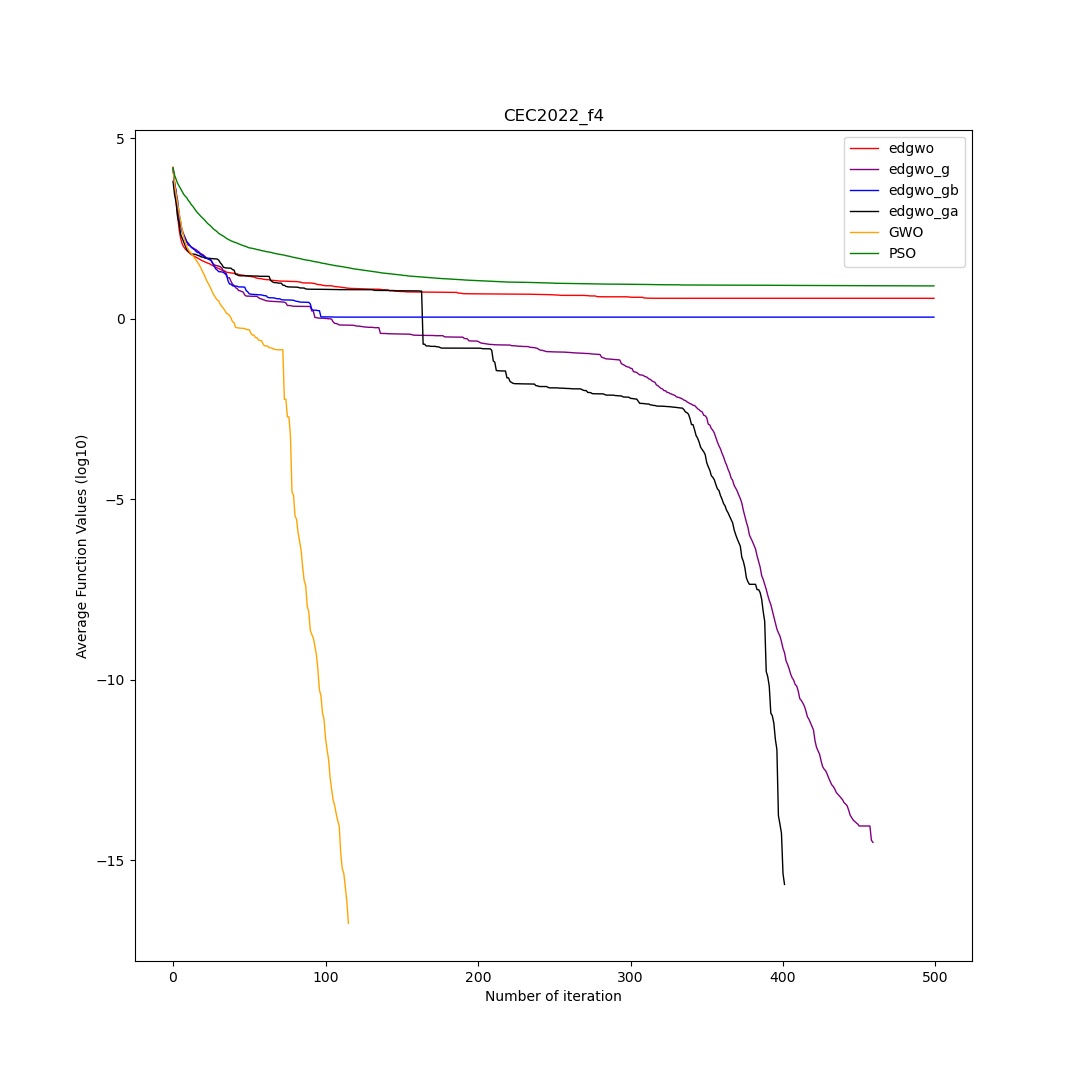 CEC2022_f4
5
0
−5
−10
−15
Average Function Values (log10)
edgwo
edgwo_g
edgwo_gb
edgwo_ga
GWO
PSO
0 100 200 300 400 500
Number of iteration